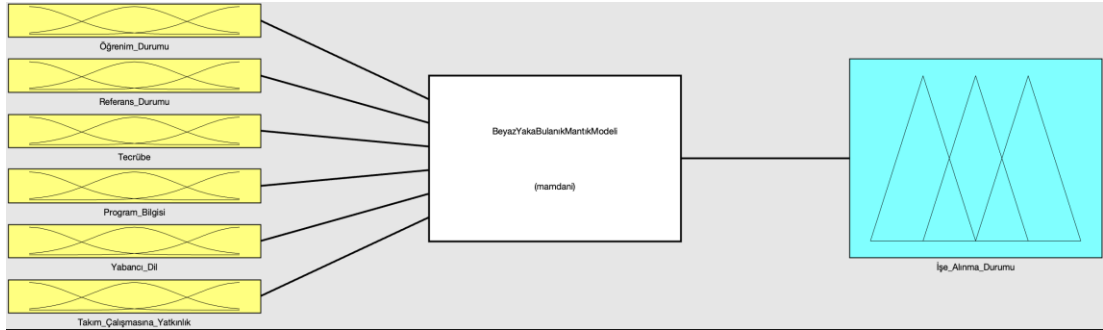 Öğrenim_Durumu
Referans_Durumu
Tecrübe
Program_Bilgisi
Yabancı_Dil
Takım_Çalışmasına_Yatkınlık
BeyazYakaBulanıkMantıkModeli
(mamdani)
İşe_Alınma_Durumu